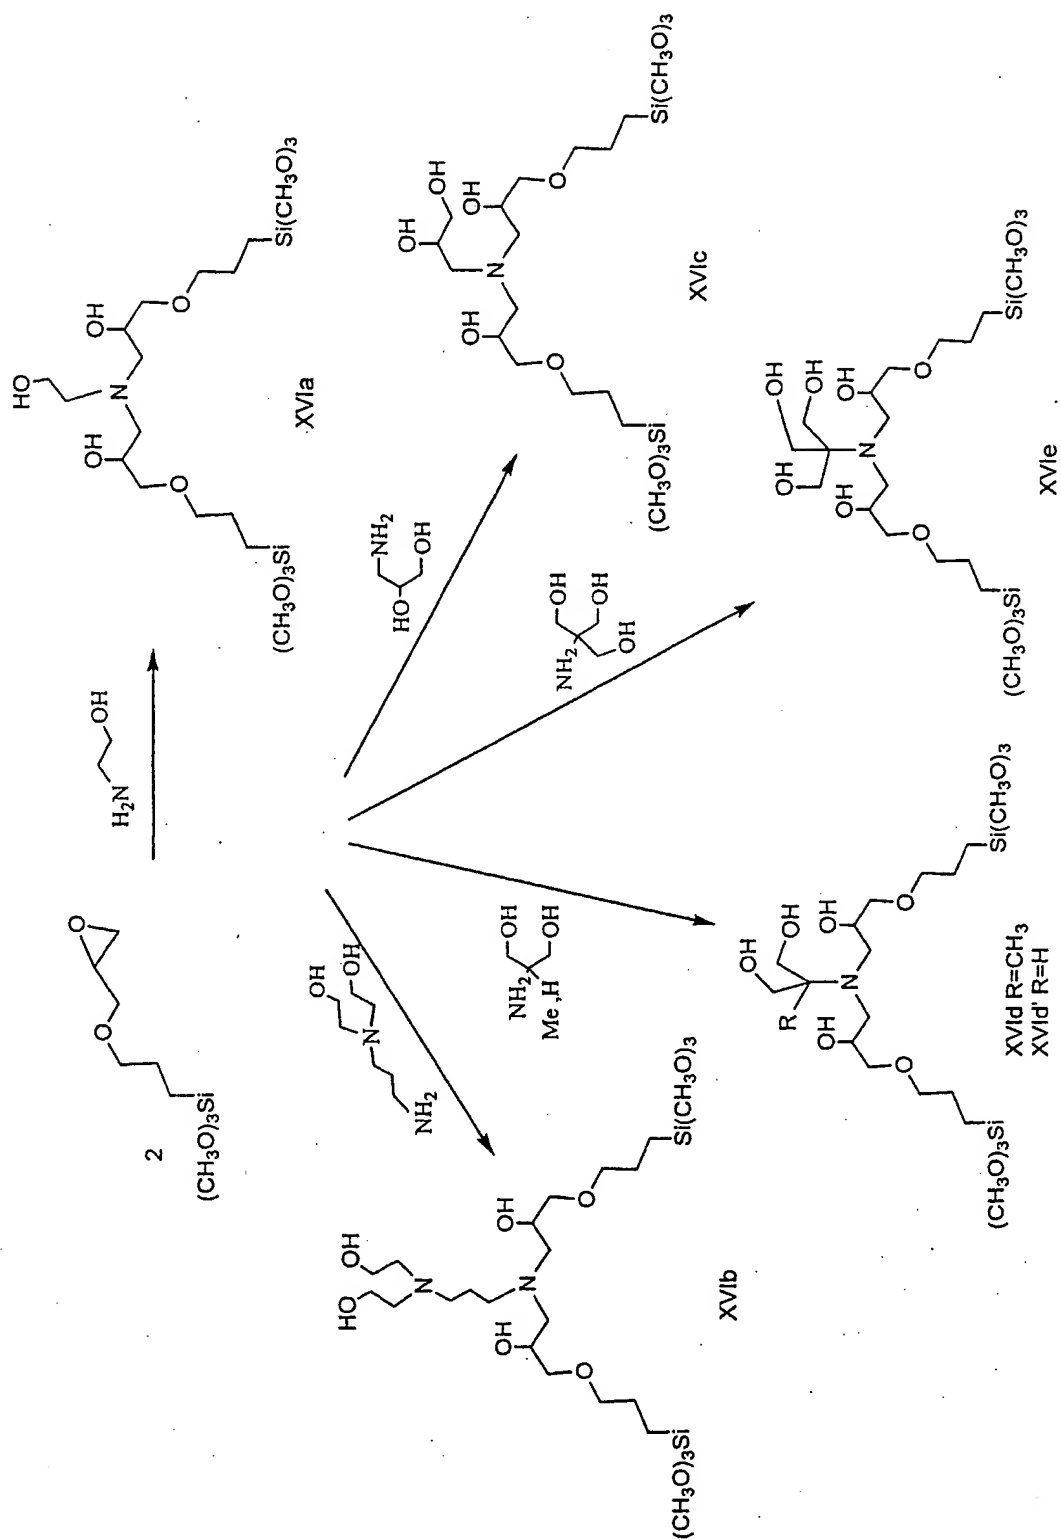 O
O
2
(CH3O)3Si
H2N
OH
HO
OH
OH
N
O
O
(CH3O)3Si
Si(CH3O)3
XVIa
NH2
HO
OH
OH
OH
OH
OH
N
O
O
(CH3O)3Si
Si(CH3O)3
XVIc
NH2
OH
OH
OH
OH
OH
OH
OH
OH
N
O
O
(CH3O)3Si
Si(CH3O)3
XVIe
NH2
OH
OH
Me ,H
OH
OH
R
OH
OH
N
O
O
(CH3O)3Si
Si(CH3O)3
XVId R=CH3
XVId' R=H
OH
OH
N
NH2
HO
OH
N
OH
OH
N
O
O
(CH3O)3Si
Si(CH3O)3
XVIb